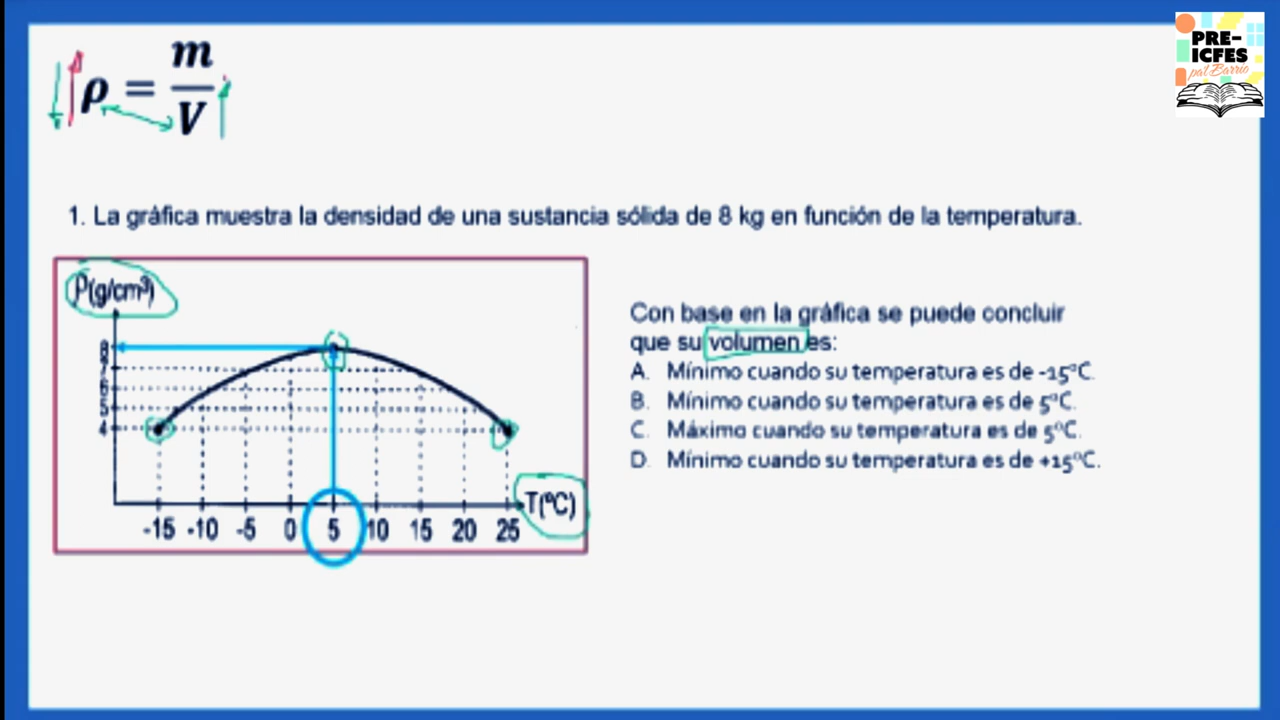 PRE-
ICFES
pa'l Barrio
ρ = m
V
1. La gráfica muestra la densidad de una sustancia sólida de 8 kg en función de la temperatura.
Ρ(g/cm³)
8
7
6
5
4
-15 -10 -5 0 5 10 15 20 25
T(ºC)
Con base en la gráfica se puede concluir
que su volumen es:
A. Mínimo cuando su temperatura es de -15ºC.
B. Mínimo cuando su temperatura es de 5ºC.
C. Máximo cuando su temperatura es de 5ºC.
D. Mínimo cuando su temperatura es de +15ºC.